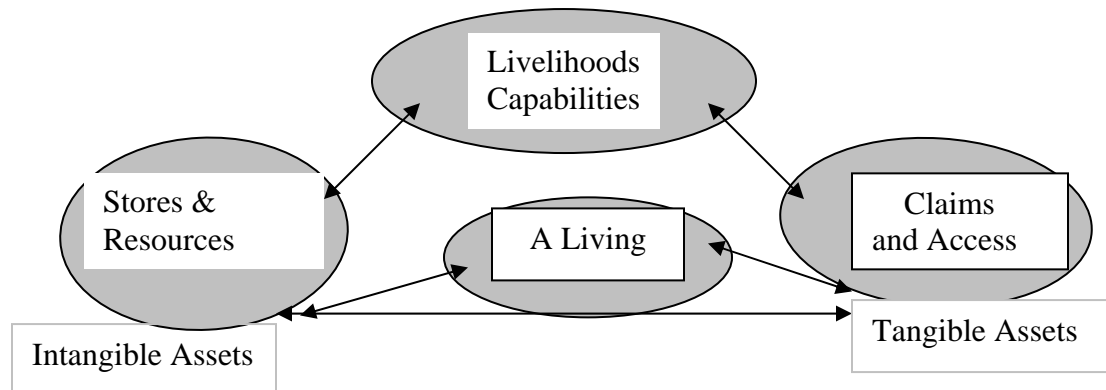 Livelihoods
Capabilities
Stores &
Resources
A Living
Claims
and Access
Intangible Assets
Tangible Assets